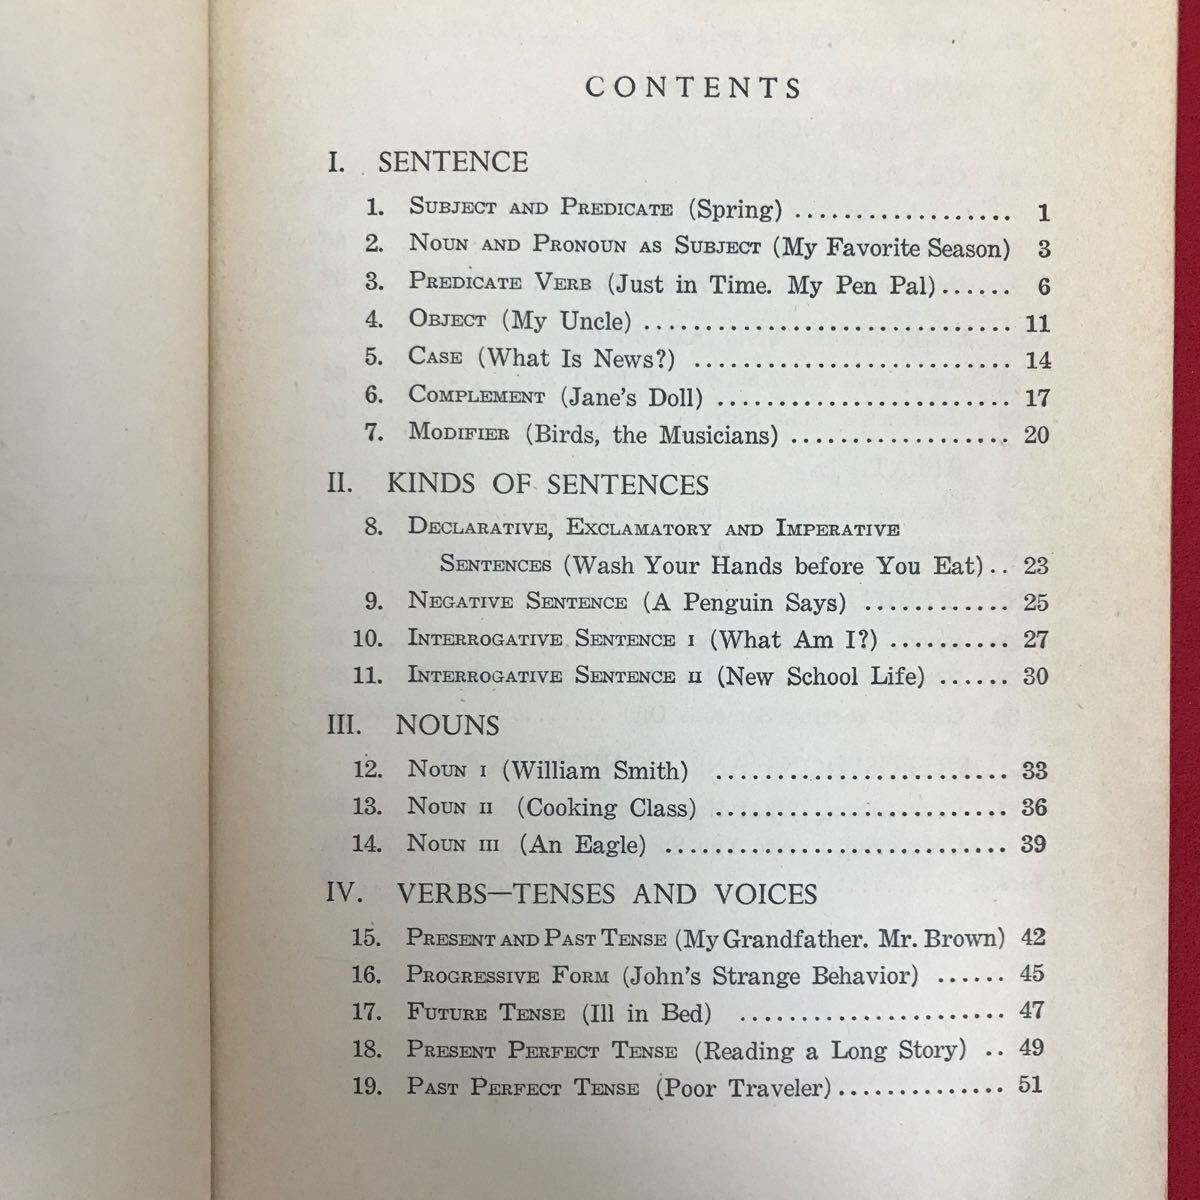 CONTENTS
I. SENTENCE
1. SUBJECT AND PREDICATE (Spring) .................. 1
2. NOUN AND PRONOUN AS SUBJECT (My Favorite Season) 3
3. PREDICATE VERB (Just in Time. My Pen Pal)...... 6
4. OBJECT (My Uncle) .............................. 11
5. CASE (What Is News?) .......................... 14
6. COMPLEMENT (Jane's Doll) ........................ 17
7. MODIFIER (Birds, the Musicians) .................. 20
II. KINDS OF SENTENCES
8. DECLARATIVE, EXCLAMATORY AND IMPERATIVE
SENTENCES (Wash Your Hands before You Eat).. 23
9. NEGATIVE SENTENCE (A Penguin Says) ............ 25
10. INTERROGATIVE SENTENCE I (What Am I?) .......... 27
11. INTERROGATIVE SENTENCE II (New School Life) ...... 30
III. NOUNS
12. NOUN I (William Smith) ........................ 33
13. NOUN II (Cooking Class) ........................ 36
14. NOUN III (An Eagle) ............................ 39
IV. VERBS—TENSES AND VOICES
15. PRESENT AND PAST TENSE (My Grandfather. Mr. Brown) 42
16. PROGRESSIVE FORM (John's Strange Behavior) ...... 45
17. FUTURE TENSE (Ill in Bed) ...................... 47
18. PRESENT PERFECT TENSE (Reading a Long Story) .. 49
19. PAST PERFECT TENSE (Poor Traveler).............. 51